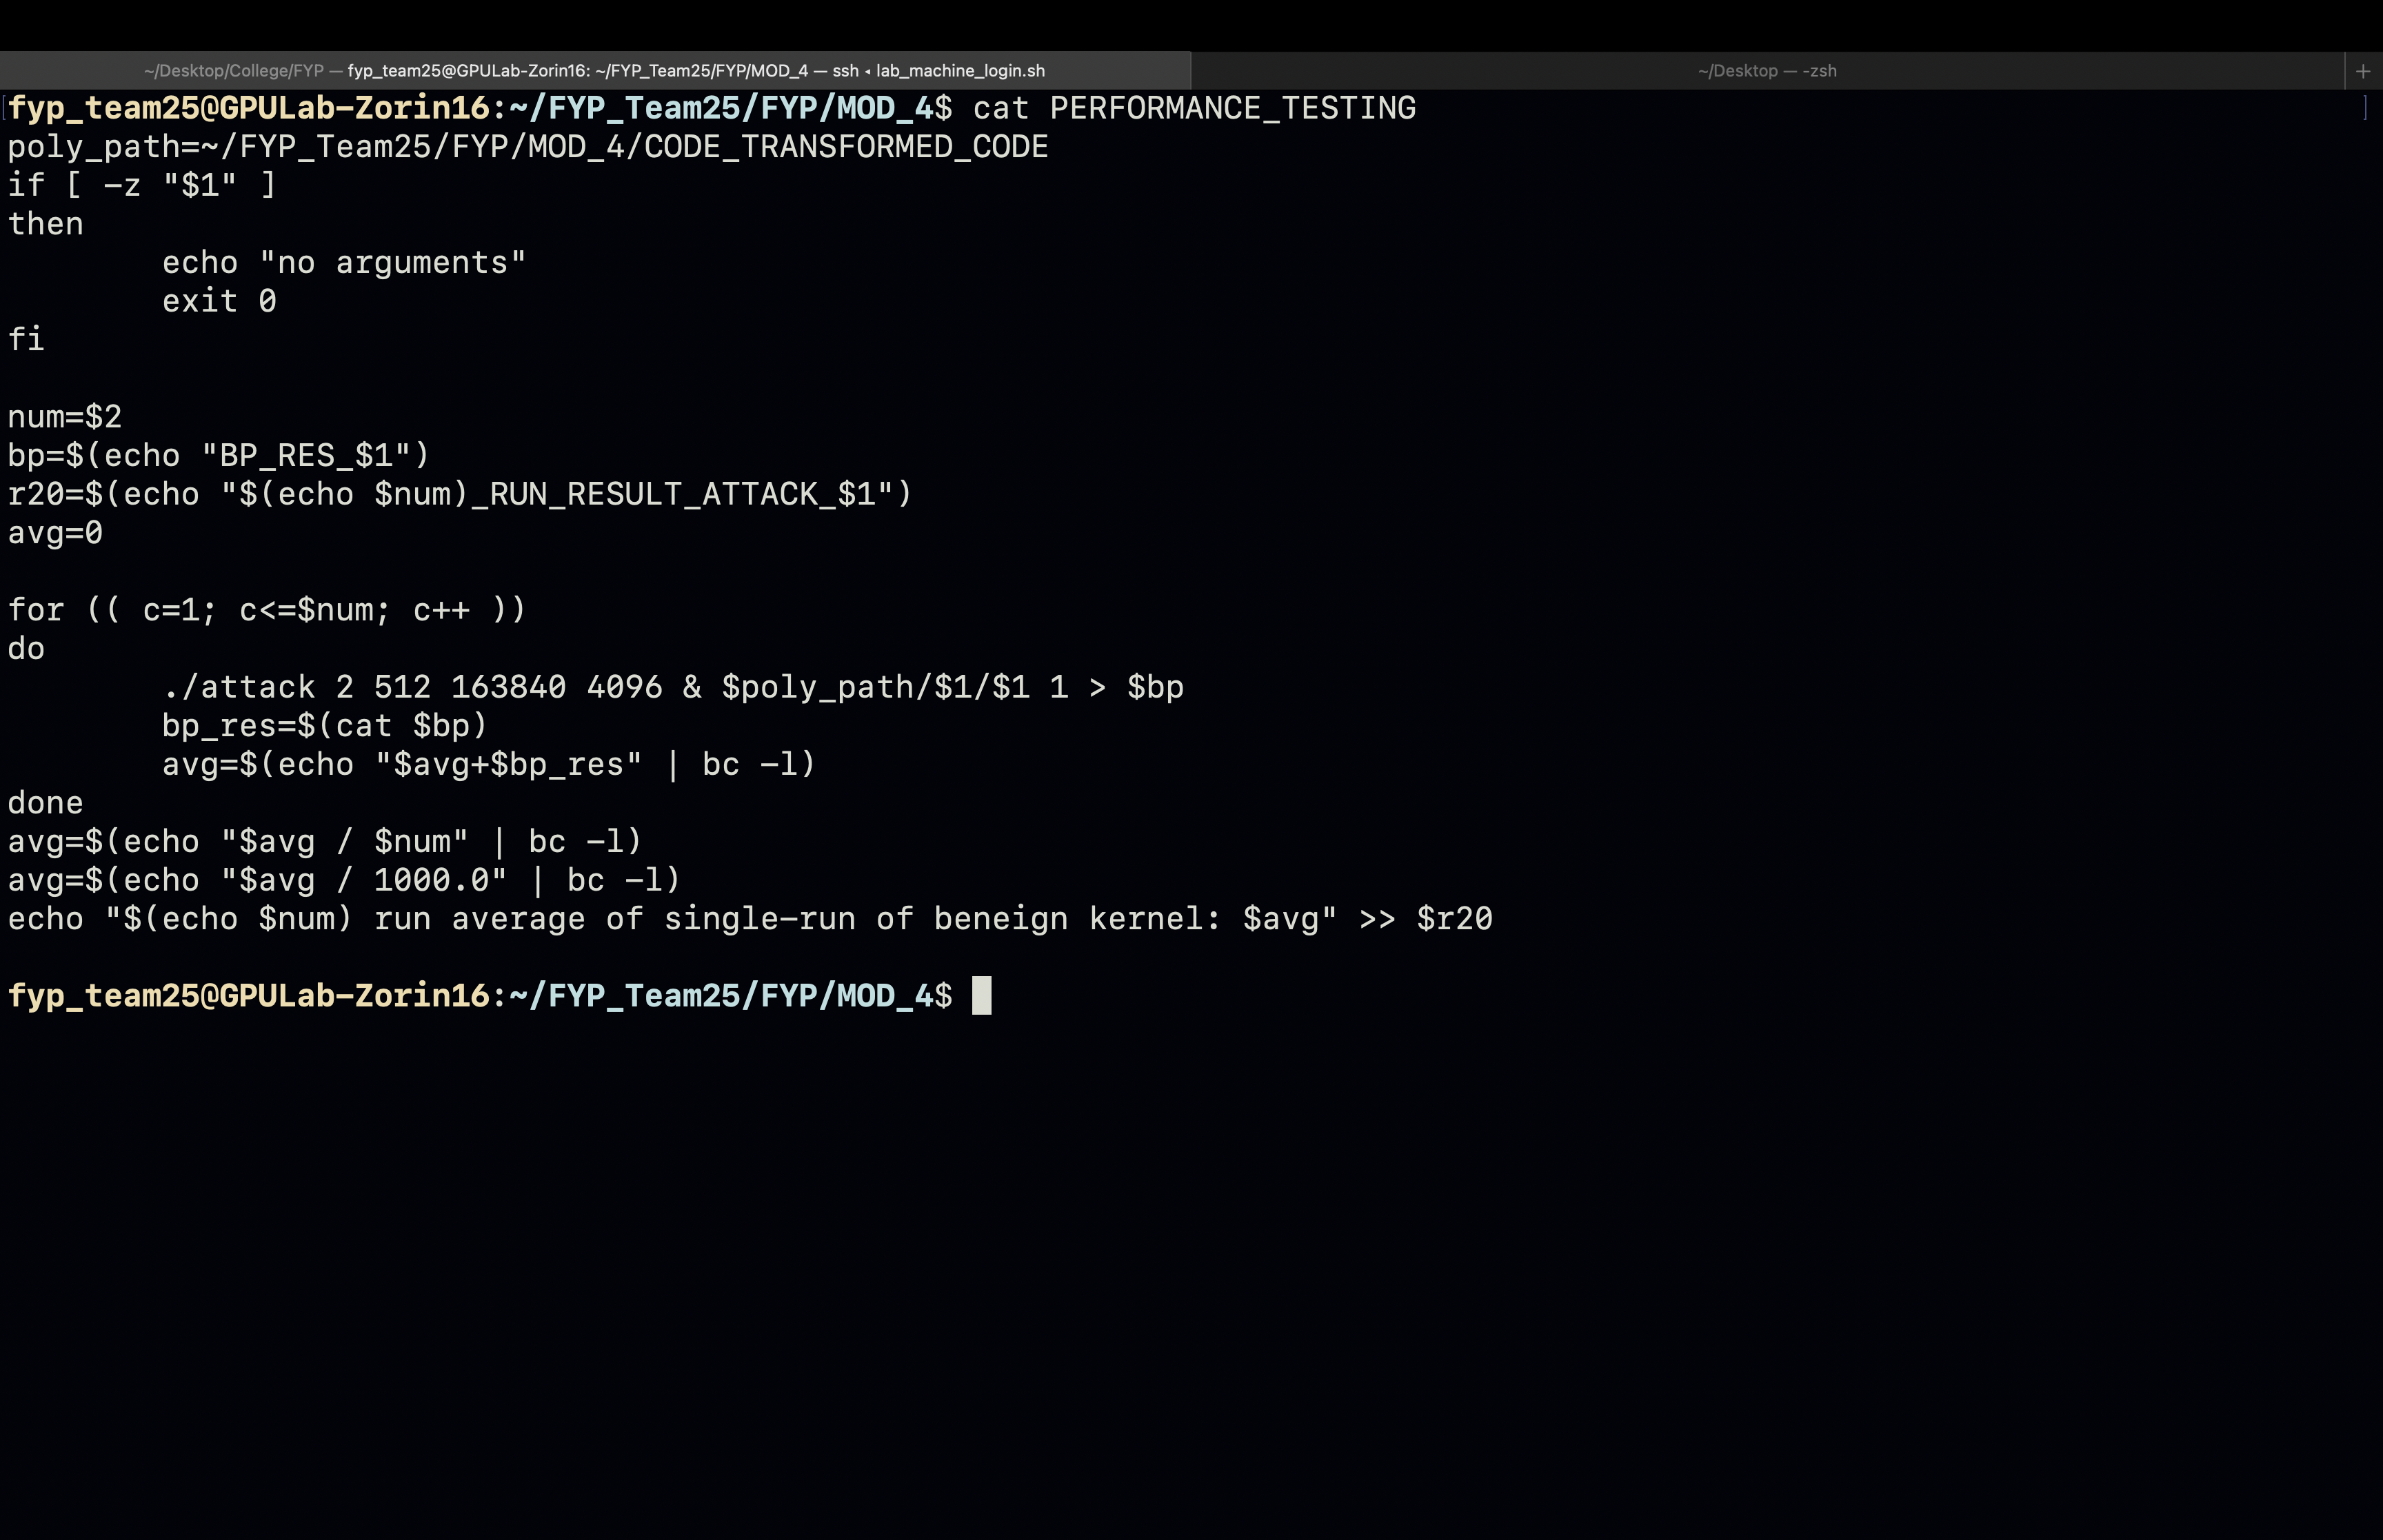 ~/Desktop/College/FYP — fyp_team25@GPULab-Zorin16: ~/FYP_Team25/FYP/MOD_4 — ssh ◂ lab_machine_login.sh
~/Desktop — -zsh
+
[fyp_team25@GPULab-Zorin16:~/FYP_Team25/FYP/MOD_4$ cat PERFORMANCE_TESTING ]
poly_path=~/FYP_Team25/FYP/MOD_4/CODE_TRANSFORMED_CODE
if [ -z "$1" ]
then
        echo "no arguments"
        exit 0
fi

num=$2
bp=$(echo "BP_RES_$1")
r20=$(echo "$(echo $num)_RUN_RESULT_ATTACK_$1")
avg=0

for (( c=1; c<=$num; c++ ))
do
        ./attack 2 512 163840 4096 & $poly_path/$1/$1 1 > $bp
        bp_res=$(cat $bp)
        avg=$(echo "$avg+$bp_res" | bc -l)
done
avg=$(echo "$avg / $num" | bc -l)
avg=$(echo "$avg / 1000.0" | bc -l)
echo "$(echo $num) run average of single-run of beneign kernel: $avg" >> $r20

fyp_team25@GPULab-Zorin16:~/FYP_Team25/FYP/MOD_4$